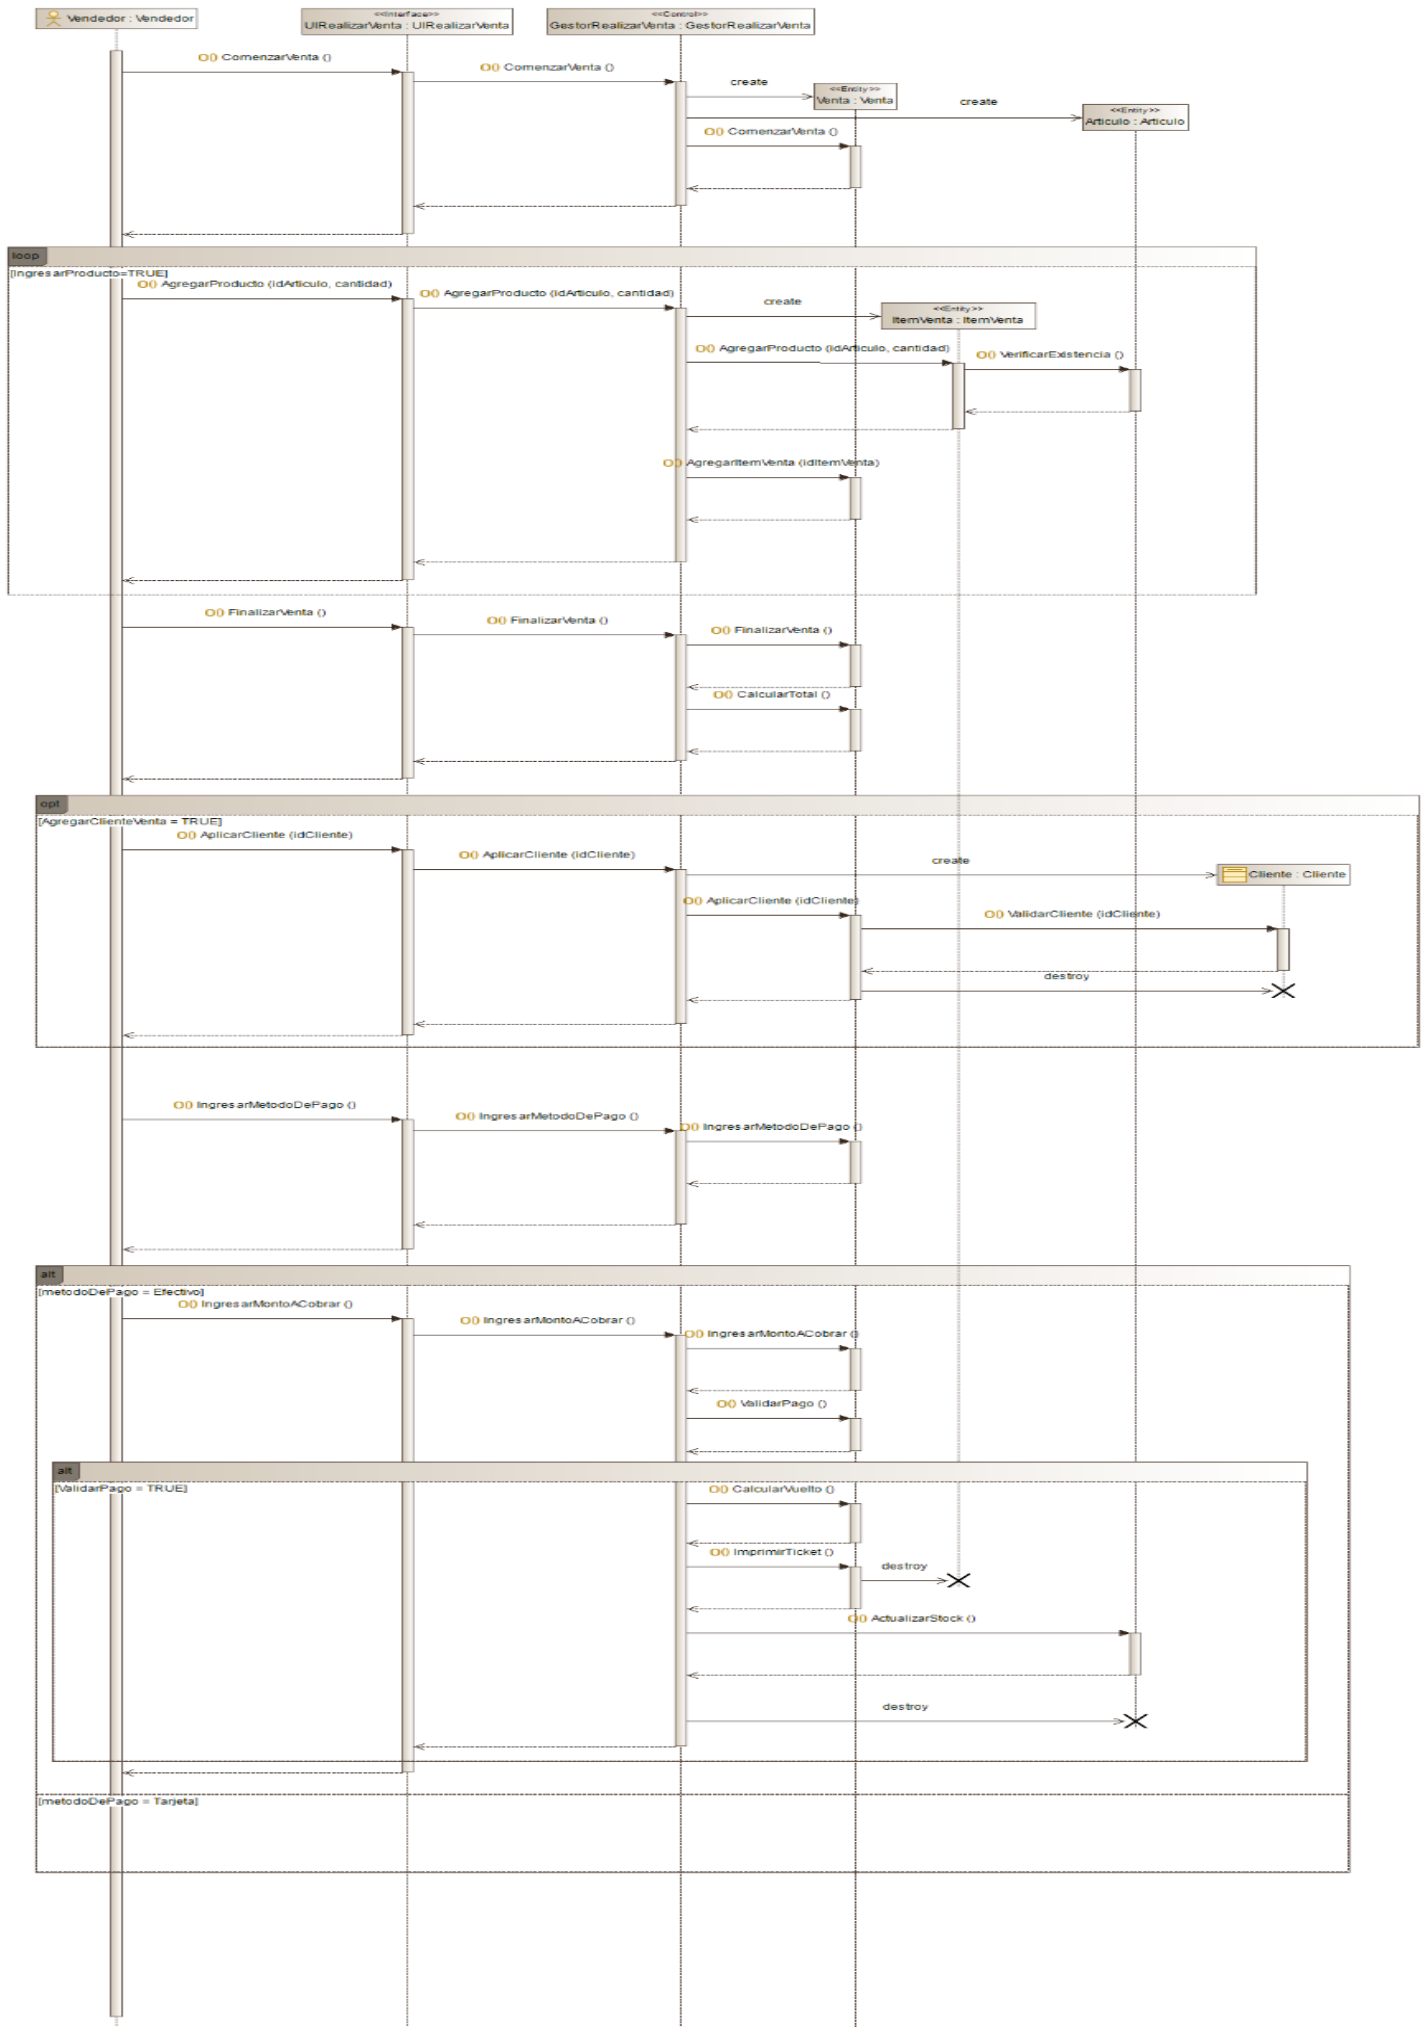 Vendedor : Vendedor
<<Interface>>
UIRealizarVenta : UIRealizarVenta
<<Control>>
GestorRealizarVenta : GestorRealizarVenta
ComenzarVenta ()
ComenzarVenta ()
create
<<Entity>>
Venta : Venta
create
<<Entity>>
Articulo : Articulo
ComenzarVenta ()
loop
[IngresarProducto=TRUE]
AgregarProducto (idArticulo, cantidad)
AgregarProducto (idArticulo, cantidad)
create
<<Entity>>
ItemVenta : ItemVenta
AgregarProducto (idArticulo, cantidad)
VerificarExistencia ()
AgregarItemVenta (idItemVenta)
FinalizarVenta ()
FinalizarVenta ()
FinalizarVenta ()
CalcularTotal ()
opt
[AgregarClienteVenta = TRUE]
AplicarCliente (idCliente)
AplicarCliente (idCliente)
create
Cliente : Cliente
AplicarCliente (idCliente)
ValidarCliente (idCliente)
destroy
IngresarMetodoDePago ()
IngresarMetodoDePago ()
IngresarMetodoDePago ()
alt
[metodoDePago = Efectivo]
IngresarMontoACobrar ()
IngresarMontoACobrar ()
IngresarMontoACobrar ()
ValidarPago ()
alt
[ValidarPago = TRUE]
CalcularVuelto ()
ImprimirTicket ()
destroy
ActualizarStock ()
destroy
[metodoDePago = Tarjeta]